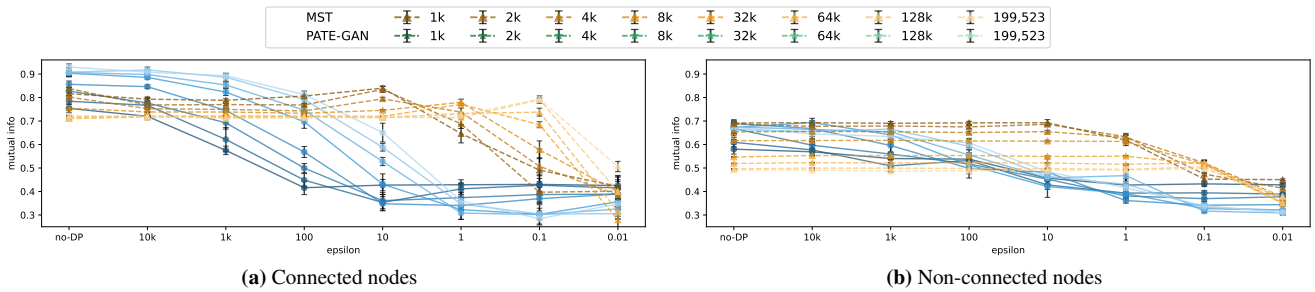 MST 1k 2k 4k 8k 32k 64k 128k 199,523
PATE-GAN 1k 2k 4k 8k 32k 64k 128k 199,523
mutual info
0.9
0.8
0.7
0.6
0.5
0.4
0.3
no-DP 10k 1k 100 10 1 0.1 0.01
epsilon
(a) Connected nodes
mutual info
0.9
0.8
0.7
0.6
0.5
0.4
0.3
no-DP 10k 1k 100 10 1 0.1 0.01
epsilon
(b) Non-connected nodes